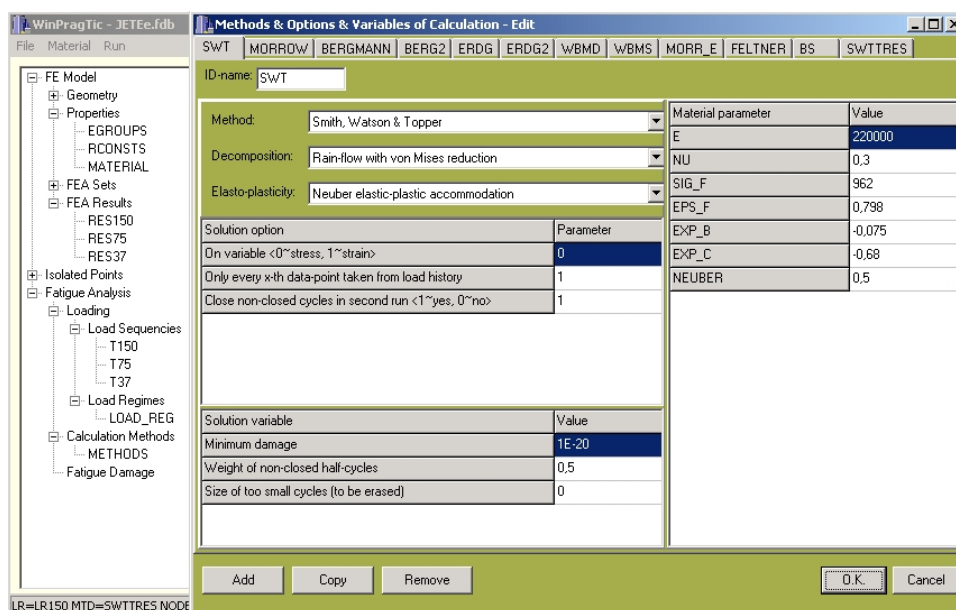 WinPragTic - JETEe.fdb
File Material Run
FE Model
Geometry
Properties
EGROUPS
RCONSTS
MATERIAL
FEA Sets
FEA Results
RES150
RES75
RES37
Isolated Points
Fatigue Analysis
Loading
Load Sequencies
T150
T75
T37
Load Regimes
LOAD_REG
Calculation Methods
METHODS
Fatigue Damage
LR=LR150 MTD=SWTTRES NODE
Methods & Options & Variables of Calculation - Edit
SWT MORROW BERGMANN BERG2 ERDG ERDG2 WBMD WBMS MORR_E FELTNER BS SWTTRES
ID-name: SWT
Method: Smith, Watson & Topper
Decomposition: Rain-flow with von Mises reduction
Elasto-plasticity: Neuber elastic-plastic accommodation
Solution option Parameter
On variable <0~stress, 1~strain> 0
Only every x-th data-point taken from load history 1
Close non-closed cycles in second run <1~yes, 0~no> 1
Solution variable Value
Minimum damage 1E-20
Weight of non-closed half-cycles 0,5
Size of too small cycles (to be erased) 0
Material parameter Value
E 220000
NU 0,3
SIG_F 962
EPS_F 0,798
EXP_B -0,075
EXP_C -0,68
NEUBER 0,5
Add Copy Remove O.K. Cancel